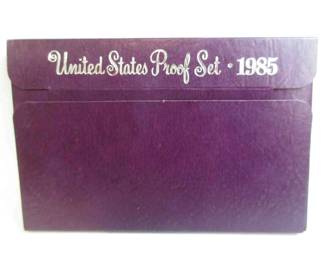 United States Proof Set · 1985